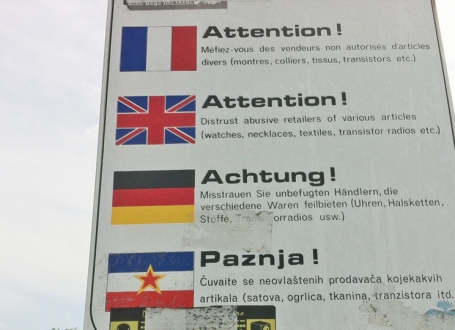 Attention!
Méfiez-vous des vendeurs non autorisés d'articles
divers (montres, colliers, tissus, transistors etc.)
Attention!
Distrust abusive retailers of various articles
(watches, necklaces, textiles, transistor radios etc.)
Achtung!
Misstrauen Sie unbefugten Händlern, die
verschiedene Waren feilbieten (Uhren, Halsketten,
Stoffe, usw.)
Pažnja!
Čuvajte se neovlaštenih prodavača kojekakvih
artikala (satova, ogrlica, tkanina, tranzistora itd.